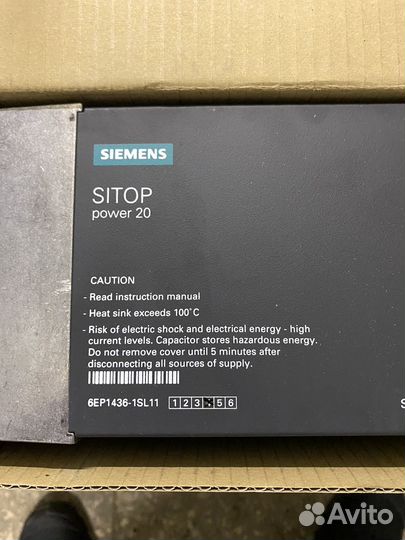 SIEMENS
SITOP
power 20
CAUTION
- Read instruction manual
- Heat sink exceeds 100°C
- Risk of electric shock and electrical energy - high
current levels. Capacitor stores hazardous energy.
Do not remove cover until 5 minutes after
disconnecting all sources of supply.
6EP1436-1SL11 1 2 3 5 6
S
Avito